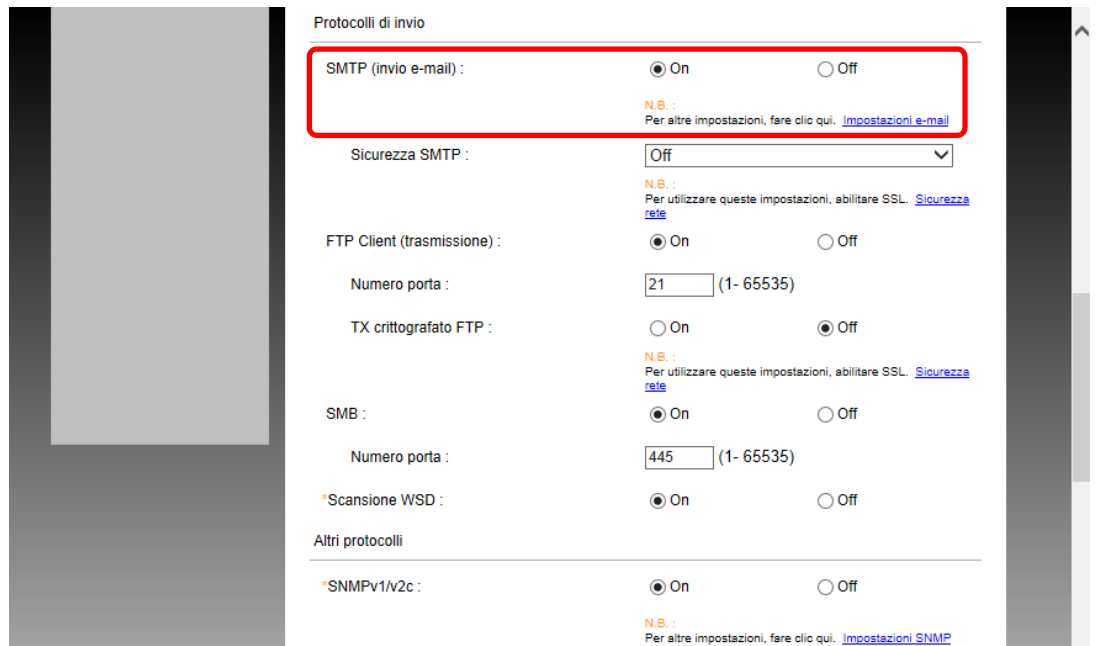 Protocolli di invio
SMTP (invio e-mail) : On Off
N.B. :
Per altre impostazioni, fare clic qui. Impostazioni e-mail
Sicurezza SMTP : Off
N.B. :
Per utilizzare queste impostazioni, abilitare SSL. Sicurezza
rete
FTP Client (trasmissione) : On Off
Numero porta : 21 (1- 65535)
TX crittografato FTP : On Off
N.B. :
Per utilizzare queste impostazioni, abilitare SSL. Sicurezza
rete
SMB : On Off
Numero porta : 445 (1- 65535)
*Scansione WSD : On Off
Altri protocolli
*SNMPv1/v2c : On Off
N.B. :
Per altre impostazioni, fare clic qui. Impostazioni SNMP